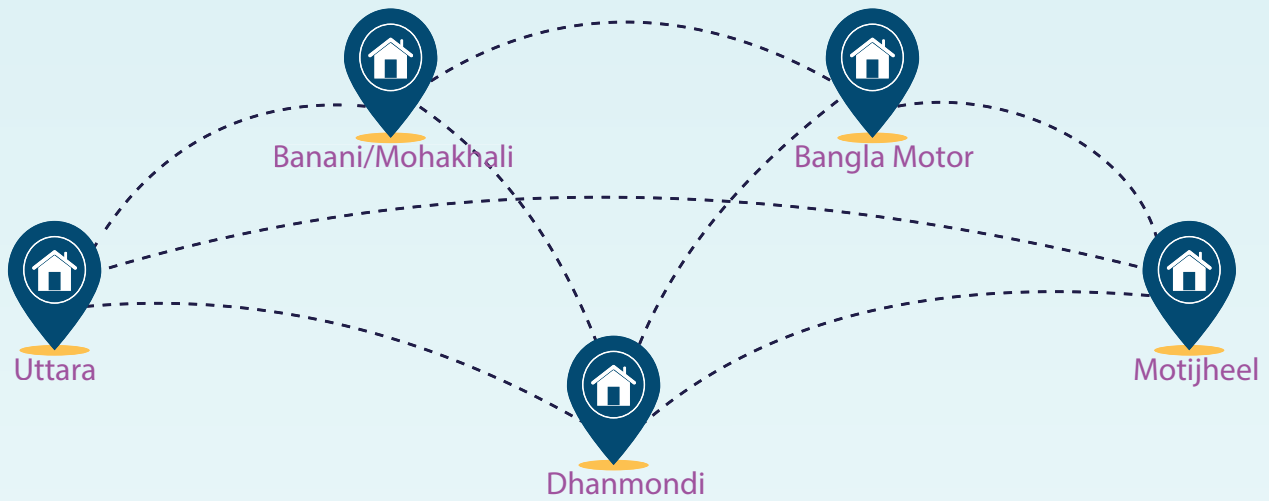 Banani/Mohakhali
Bangla Motor
Uttara
Motijheel
Dhanmondi